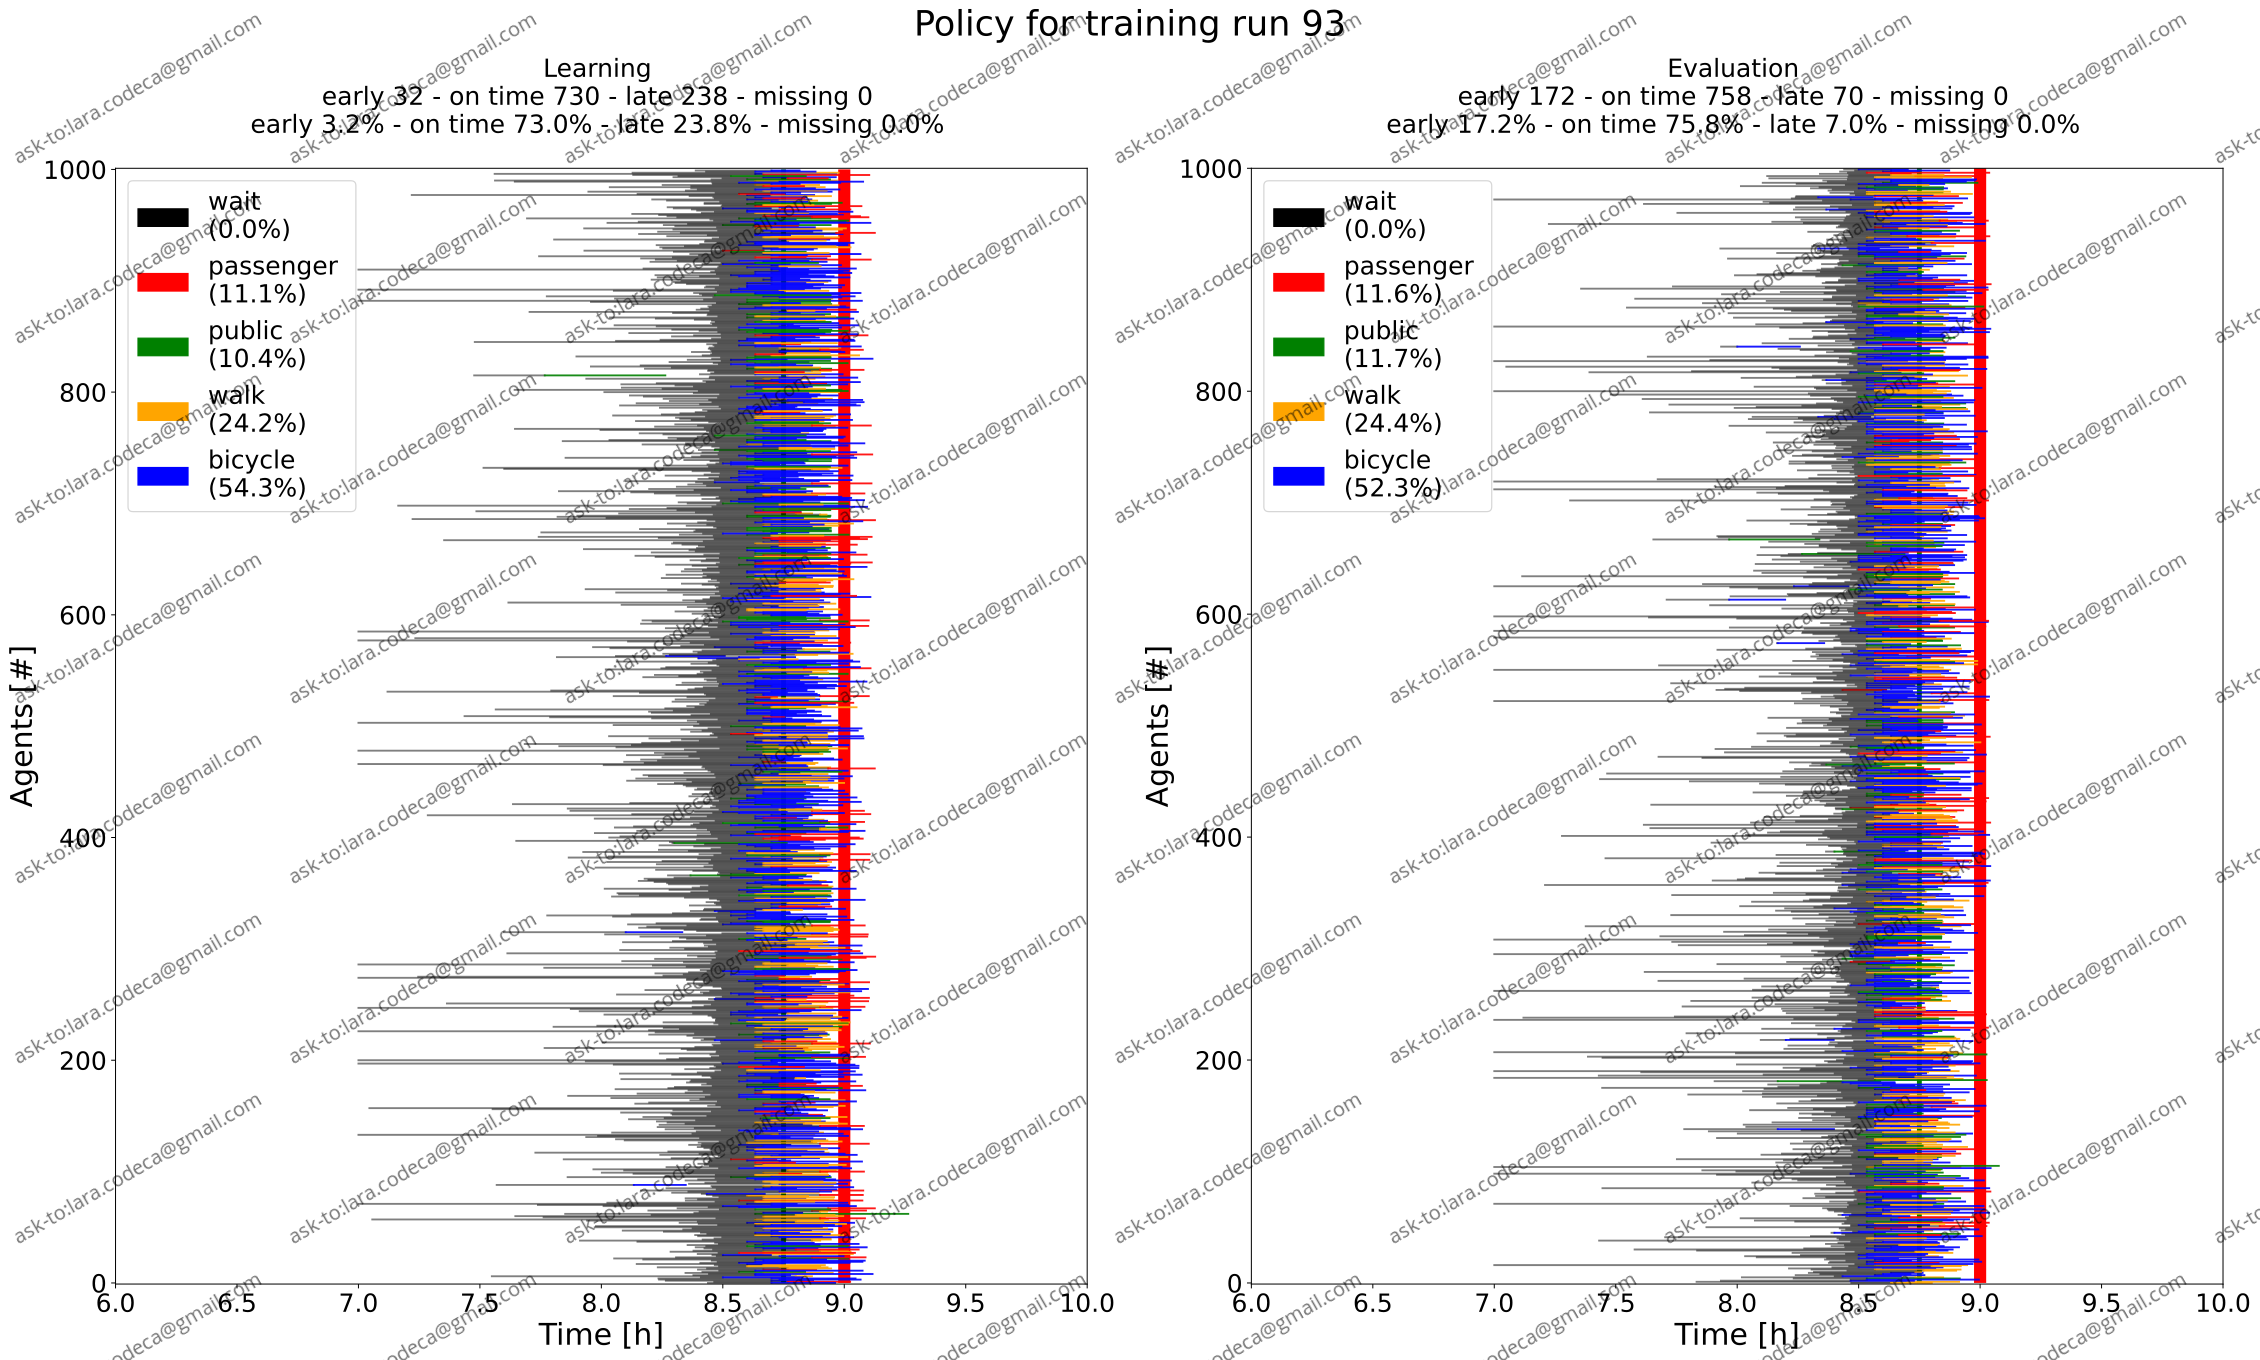 Policy for training run 93
Learning
early 32 - on time 730 - late 238 - missing 0
early 3.2% - on time 73.0% - late 23.8% - missing 0.0%
1000
800
600
400
200
0
Agents [#]
wait
(0.0%)
passenger
(11.1%)
public
(10.4%)
walk
(24.2%)
bicycle
(54.3%)
6.0 6.5 7.0 7.5 8.0 8.5 9.0 9.5 10.0
Time [h]
Evaluation
early 172 - on time 758 - late 70 - missing 0
early 17.2% - on time 75.8% - late 7.0% - missing 0.0%
1000
800
600
400
200
0
Agents [#]
wait
(0.0%)
passenger
(11.6%)
public
(11.7%)
walk
(24.4%)
bicycle
(52.3%)
6.0 6.5 7.0 7.5 8.0 8.5 9.0 9.5 10.0
Time [h]
ask-to:lara.codeca@gmail.com